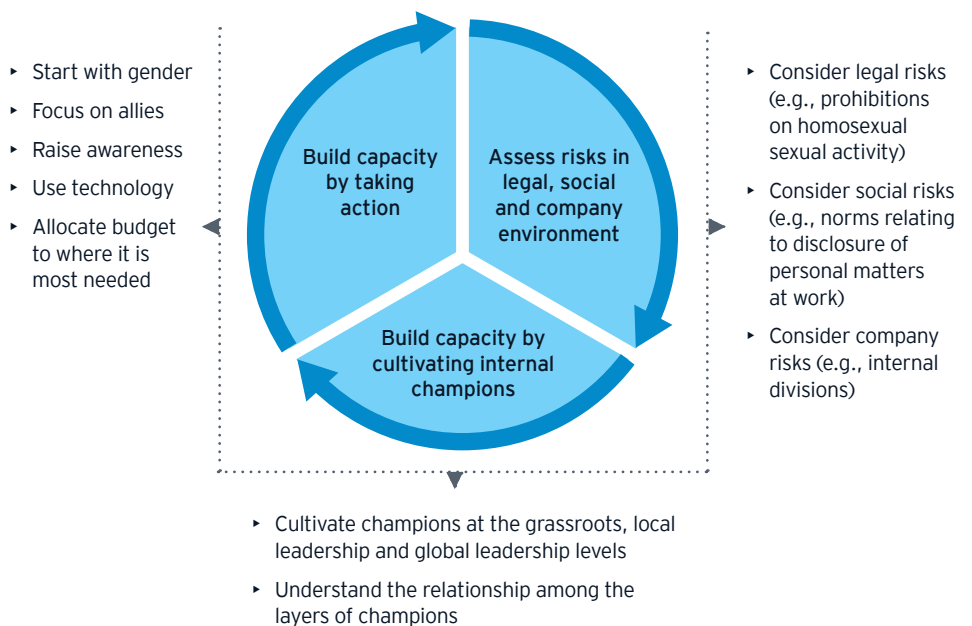 ▸ Start with gender
▸ Focus on allies
▸ Raise awareness
▸ Use technology
▸ Allocate budget
to where it is
most needed
Build capacity
by taking
action
Assess risks in
legal, social
and company
environment
Build capacity by
cultivating internal
champions
▸ Consider legal risks
(e.g., prohibitions
on homosexual
sexual activity)
▸ Consider social risks
(e.g., norms relating
to disclosure of
personal matters
at work)
▸ Consider company
risks (e.g., internal
divisions)
▸ Cultivate champions at the grassroots, local
leadership and global leadership levels
▸ Understand the relationship among the
layers of champions